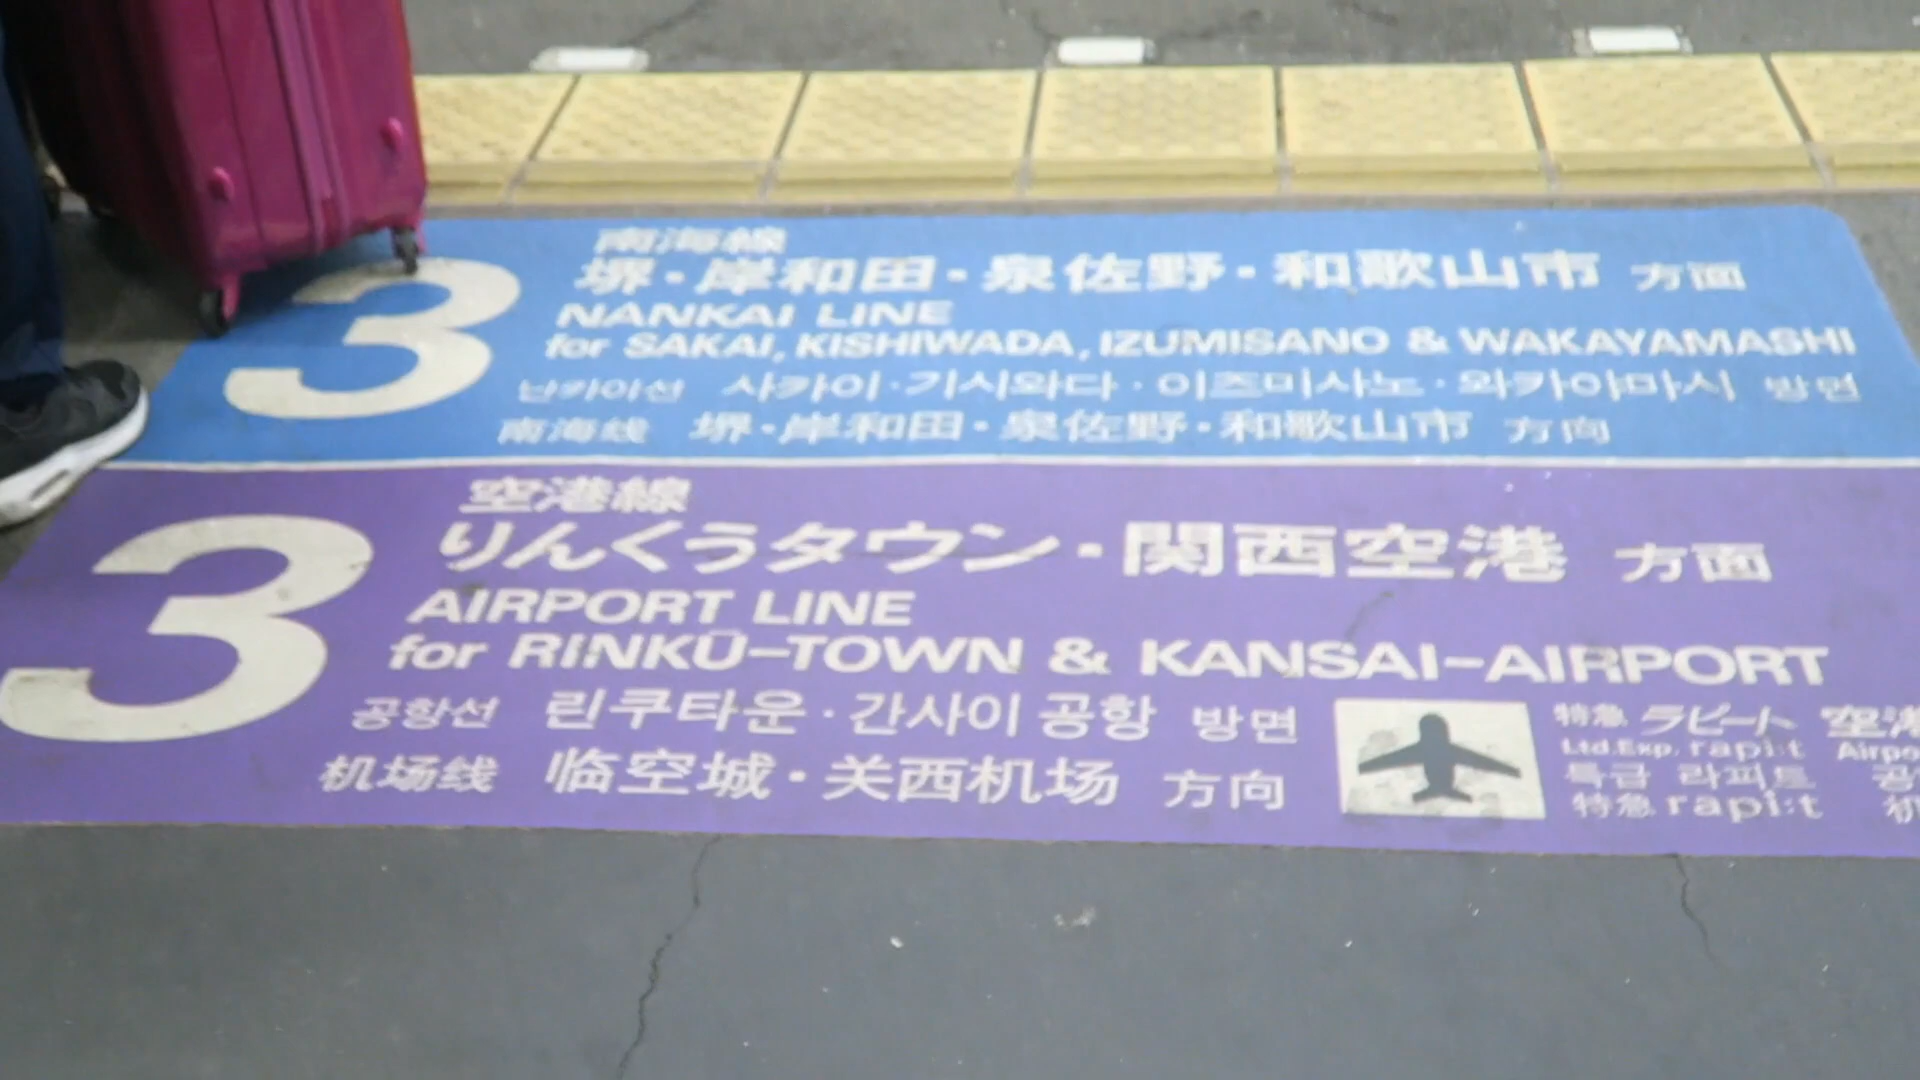 3
南海線
堺・岸和田・泉佐野・和歌山市 方面
NANKAI LINE
for SAKAI, KISHIWADA, IZUMISANO & WAKAYAMASHI
난카이선 사카이·기시와다·이즈미사노·와카야마시 방면
南海线 堺・岸和田・泉佐野・和歌山市 方向
3
空港線
りんくうタウン・関西空港 方面
AIRPORT LINE
for RINKŪ-TOWN & KANSAI-AIRPORT
공항선 린쿠타운·간사이 공항 방면
机场线 临空城・关西机场 方向
特急 ラピート 空港
Ltd.Exp. rapi:t
특급 라피트
特急 rapi:t